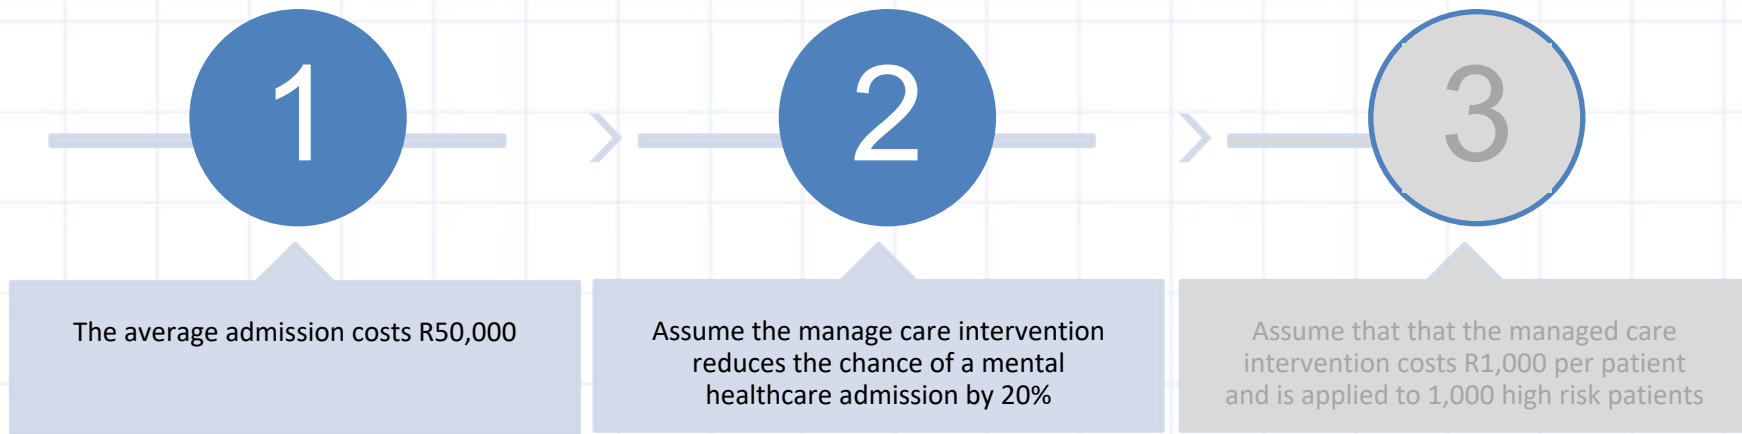 1
2
3
The average admission costs R50,000
Assume the manage care intervention
reduces the chance of a mental
healthcare admission by 20%
Assume that that the managed care
intervention costs R1,000 per patient
and is applied to 1,000 high risk patients